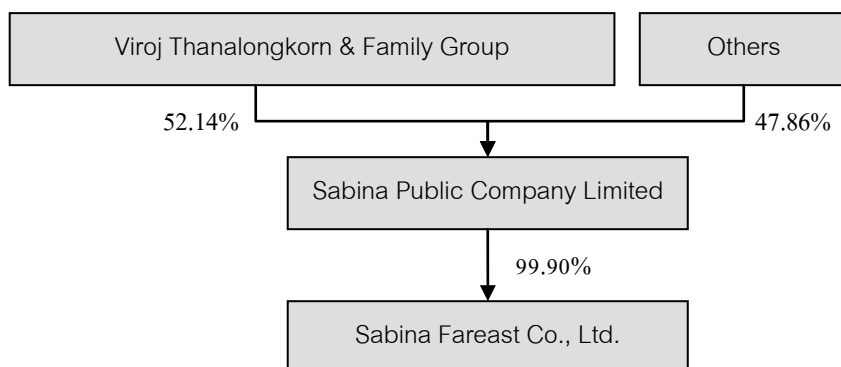 Viroj Thanalongkorn & Family Group
Others
52.14%
47.86%
Sabina Public Company Limited
99.90%
Sabina Fareast Co., Ltd.